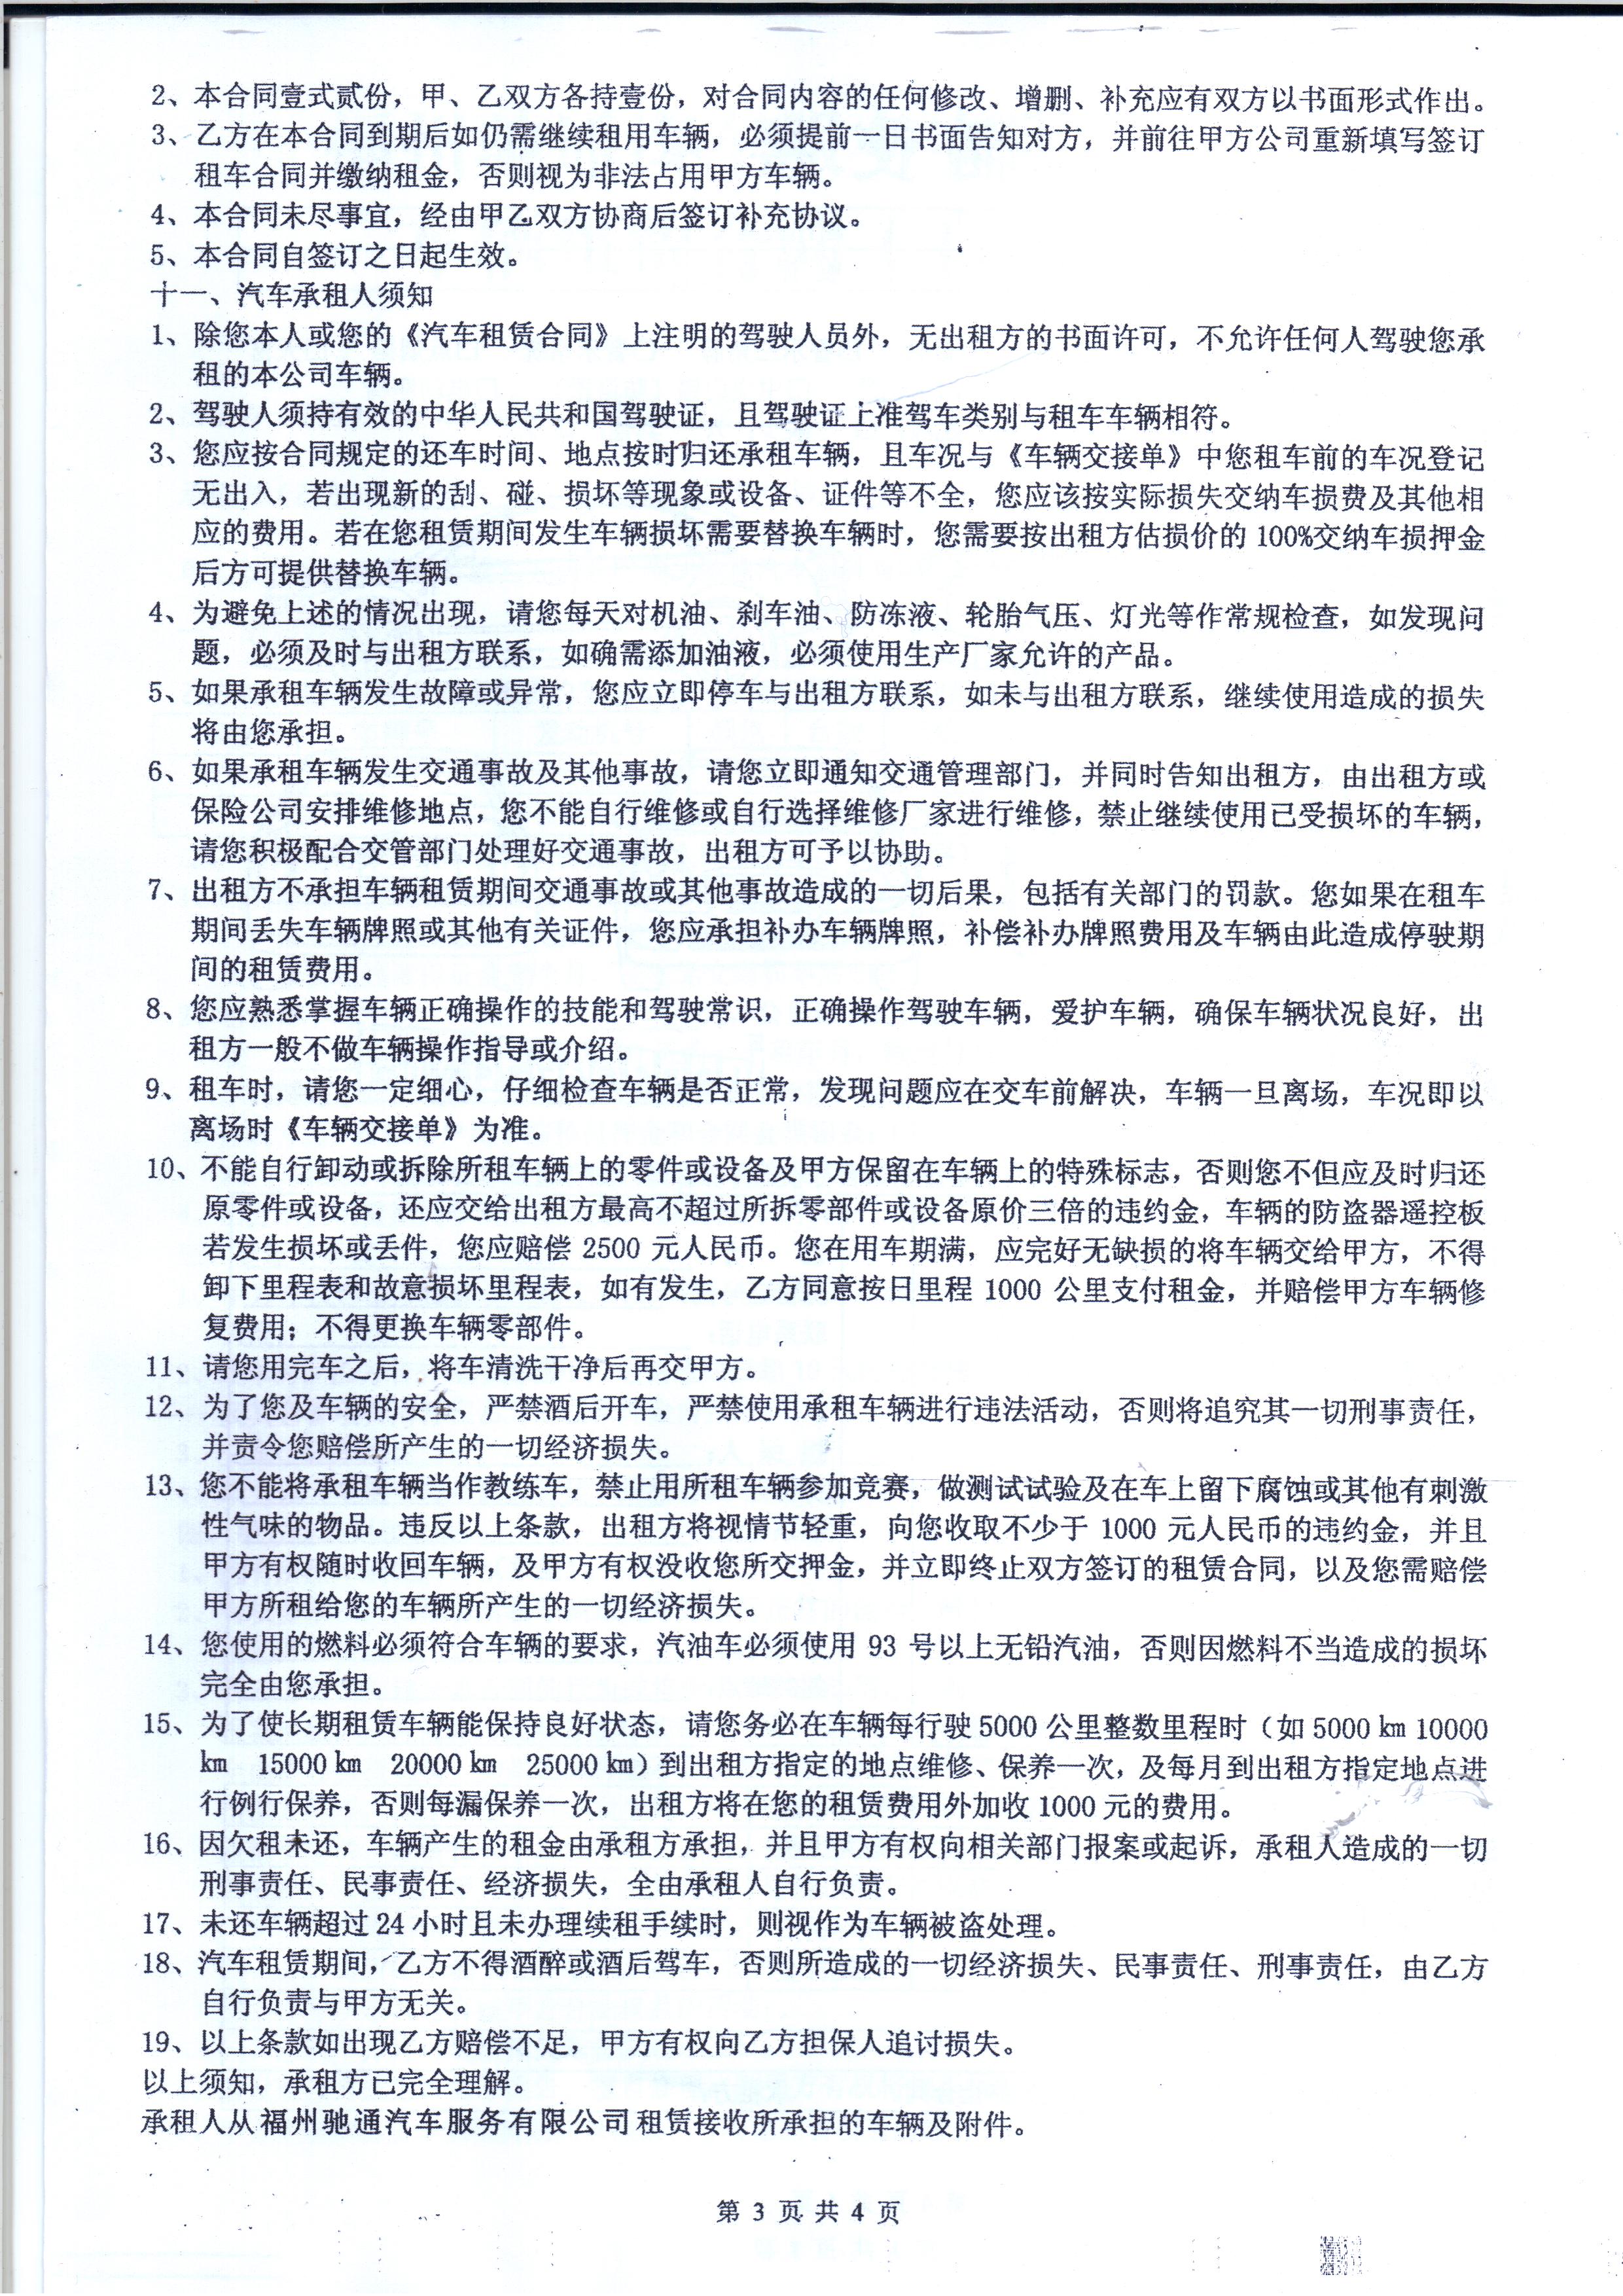 2、本合同壹式贰份，甲、乙双方各持壹份，对合同内容的任何修改、增删、补充应有双方以书面形式作出。
3、乙方在本合同到期后如仍需继续租用车辆，必须提前一日书面告知对方，并前往甲方公司重新填写签订
租车合同并缴纳租金，否则视为非法占用甲方车辆。
4、本合同未尽事宜，经由甲乙双方协商后签订补充协议。
5、本合同自签订之日起生效。
十一、汽车承租人须知
1、除您本人或您的《汽车租赁合同》上注明的驾驶人员外，无出租方的书面许可，不允许任何人驾驶您承
租的本公司车辆。
2、驾驶人须持有效的中华人民共和国驾驶证，且驾驶证上准驾车类别与租车车辆相符。
3、您应按合同规定的还车时间、地点按时归还承租车辆，且车况与《车辆交接单》中您租车前的车况登记
无出入，若出现新的刮、碰、损坏等现象或设备、证件等不全，您应该按实际损失交纳车损费及其他相
应的费用。若在您租赁期间发生车辆损坏需要替换车辆时，您需要按出租方估损价的 100%交纳车损押金
后方可提供替换车辆。
4、为避免上述的情况出现，请您每天对机油、刹车油、防冻液、轮胎气压、灯光等作常规检查，如发现问
题，必须及时与出租方联系，如确需添加油液，必须使用生产厂家允许的产品。
5、如果承租车辆发生故障或异常，您应立即停车与出租方联系，如未与出租方联系，继续使用造成的损失
将由您承担。
6、如果承租车辆发生交通事故及其他事故，请您立即通知交通管理部门，并同时告知出租方，由出租方或
保险公司安排维修地点，您不能自行维修或自行选择维修厂家进行维修，禁止继续使用已受损坏的车辆，
请您积极配合交管部门处理好交通事故，出租方可予以协助。
7、出租方不承担车辆租赁期间交通事故或其他事故造成的一切后果，包括有关部门的罚款。您如果在租车
期间丢失车辆牌照或其他有关证件，您应承担补办车辆牌照，补偿补办牌照费用及车辆由此造成停驶期
间的租赁费用。
8、您应熟悉掌握车辆正确操作的技能和驾驶常识，正确操作驾驶车辆，爱护车辆，确保车辆状况良好，出
租方一般不做车辆操作指导或介绍。
9、租车时，请您一定细心，仔细检查车辆是否正常，发现问题应在交车前解决，车辆一旦离场，车况即以
离场时《车辆交接单》为准。
10、不能自行卸动或拆除所租车辆上的零件或设备及甲方保留在车辆上的特殊标志，否则您不但应及时归还
原零件或设备，还应交给出租方最高不超过所拆零部件或设备原价三倍的违约金，车辆的防盗器遥控板
若发生损坏或丢件，您应赔偿 2500 元人民币。您在用车期满，应完好无缺损的将车辆交给甲方，不得
卸下里程表和故意损坏里程表，如有发生，乙方同意按日里程 1000 公里支付租金，并赔偿甲方车辆修
复费用；不得更换车辆零部件。
11、请您用完车之后，将车清洗干净后再交甲方。
12、为了您及车辆的安全，严禁酒后开车，严禁使用承租车辆进行违法活动，否则将追究其一切刑事责任，
并责令您赔偿所产生的一切经济损失。
13、您不能将承租车辆当作教练车，禁止用所租车辆参加竞赛，做测试试验及在车上留下腐蚀或其他有刺激
性气味的物品。违反以上条款，出租方将视情节轻重，向您收取不少于 1000 元人民币的违约金，并且
甲方有权随时收回车辆，及甲方有权没收您所交押金，并立即终止双方签订的租赁合同，以及您需赔偿
甲方所租给您的车辆所产生的一切经济损失。
14、您使用的燃料必须符合车辆的要求，汽油车必须使用 93 号以上无铅汽油，否则因燃料不当造成的损坏
完全由您承担。
15、为了使长期租赁车辆能保持良好状态，请您务必在车辆每行驶 5000 公里整数里程时（如 5000 km 10000
km 15000 km 20000 km 25000 km）到出租方指定的地点维修、保养一次，及每月到出租方指定地点进
行例行保养，否则每漏保养一次，出租方将在您的租赁费用外加收 1000 元的费用。
16、因欠租未还，车辆产生的租金由承租方承担，并且甲方有权向相关部门报案或起诉，承租人造成的一切
刑事责任、民事责任、经济损失，全由承租人自行负责。
17、未还车辆超过 24 小时且未办理续租手续时，则视作为车辆被盗处理。
18、汽车租赁期间，乙方不得酒醉或酒后驾车，否则所造成的一切经济损失、民事责任、刑事责任，由乙方
自行负责与甲方无关。
19、以上条款如出现乙方赔偿不足，甲方有权向乙方担保人追讨损失。
以上须知，承租方已完全理解。
承租人从福州驰通汽车服务有限公司租赁接收所承担的车辆及附件。
第 3 页 共 4 页